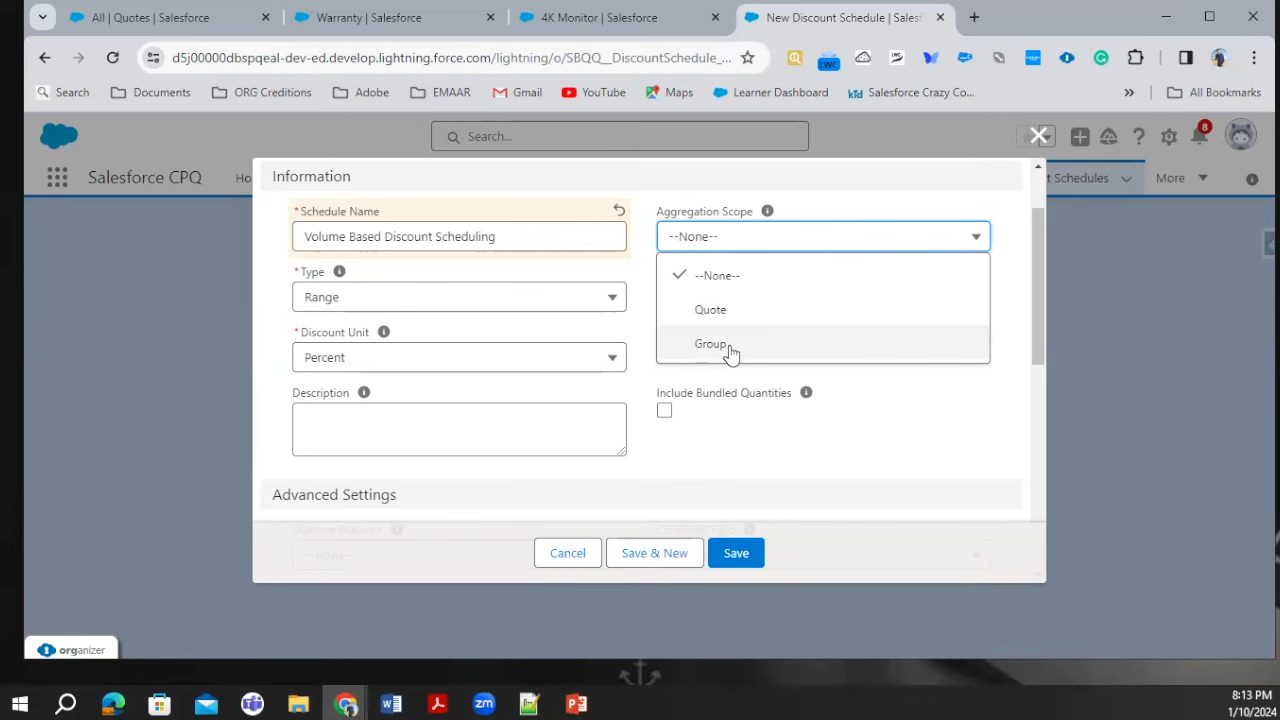 All | Quotes | Salesforce
Warranty | Salesforce
4K Monitor | Salesforce
New Discount Schedule | Salesf
d5j00000dbspqeal-dev-ed.develop.lightning.force.com/lightning/o/SBQQ__DiscountSchedule_...
Search
Documents
ORG Creditions
Adobe
EMAAR
Gmail
YouTube
Maps
Learner Dashboard
Salesforce Crazy Co...
All Bookmarks
Search...
8
Salesforce CPQ
Ho
t Schedules
More
Information
*Schedule Name
Volume Based Discount Scheduling
Aggregation Scope
--None--
--None--
Quote
Group
*Type
Range
*Discount Unit
Percent
Description
Include Bundled Quantities
Advanced Settings
--None--
Cancel
Save & New
Save
organizer
8:13 PM
1/10/2024